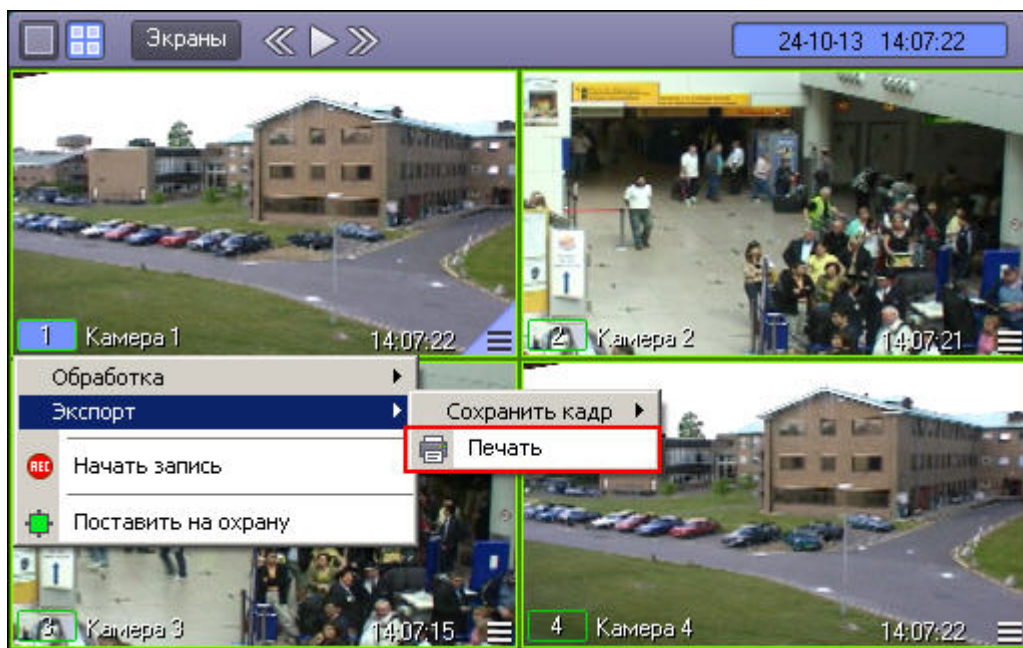 Экраны
24-10-13 14:07:22
1 Камера 1 14:07:22
2 Камера 2 14:07:21
Обработка
Экспорт
Сохранить кадр
Печать
REC Начать запись
Поставить на охрану
3 Камера 3 14:07:15
4 Камера 4 14:07:22